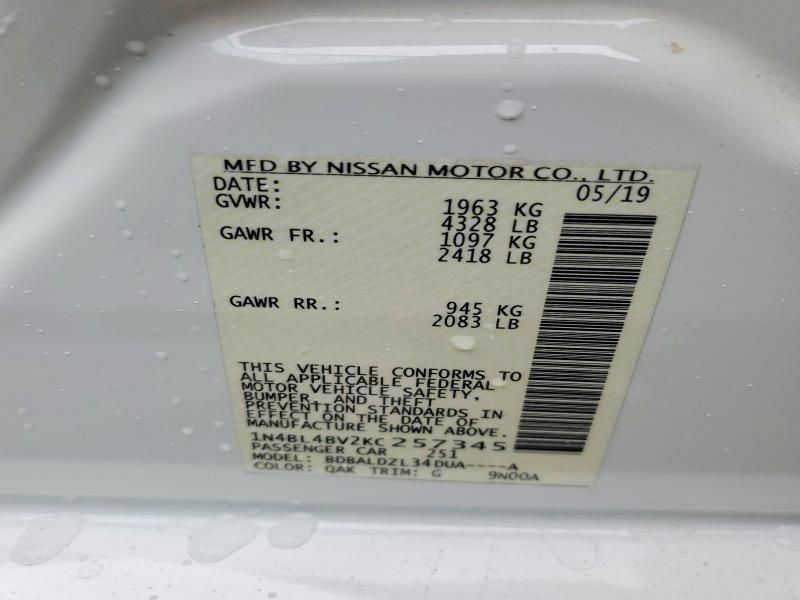 MFD BY NISSAN MOTOR CO., LTD.
DATE: 05/19
GVWR: 1963 KG
4328 LB
GAWR FR.: 1097 KG
2418 LB
GAWR RR.: 945 KG
2083 LB
THIS VEHICLE CONFORMS TO
ALL APPLICABLE FEDERAL
MOTOR VEHICLE SAFETY,
BUMPER, AND THEFT
PREVENTION STANDARDS IN
EFFECT ON THE DATE OF
MANUFACTURE SHOWN ABOVE.
1N4BL4BV2KC257345
PASSENGER CAR 251
MODEL: BDBALDZL34DUA----A
COLOR: QAK TRIM: G 9N00A